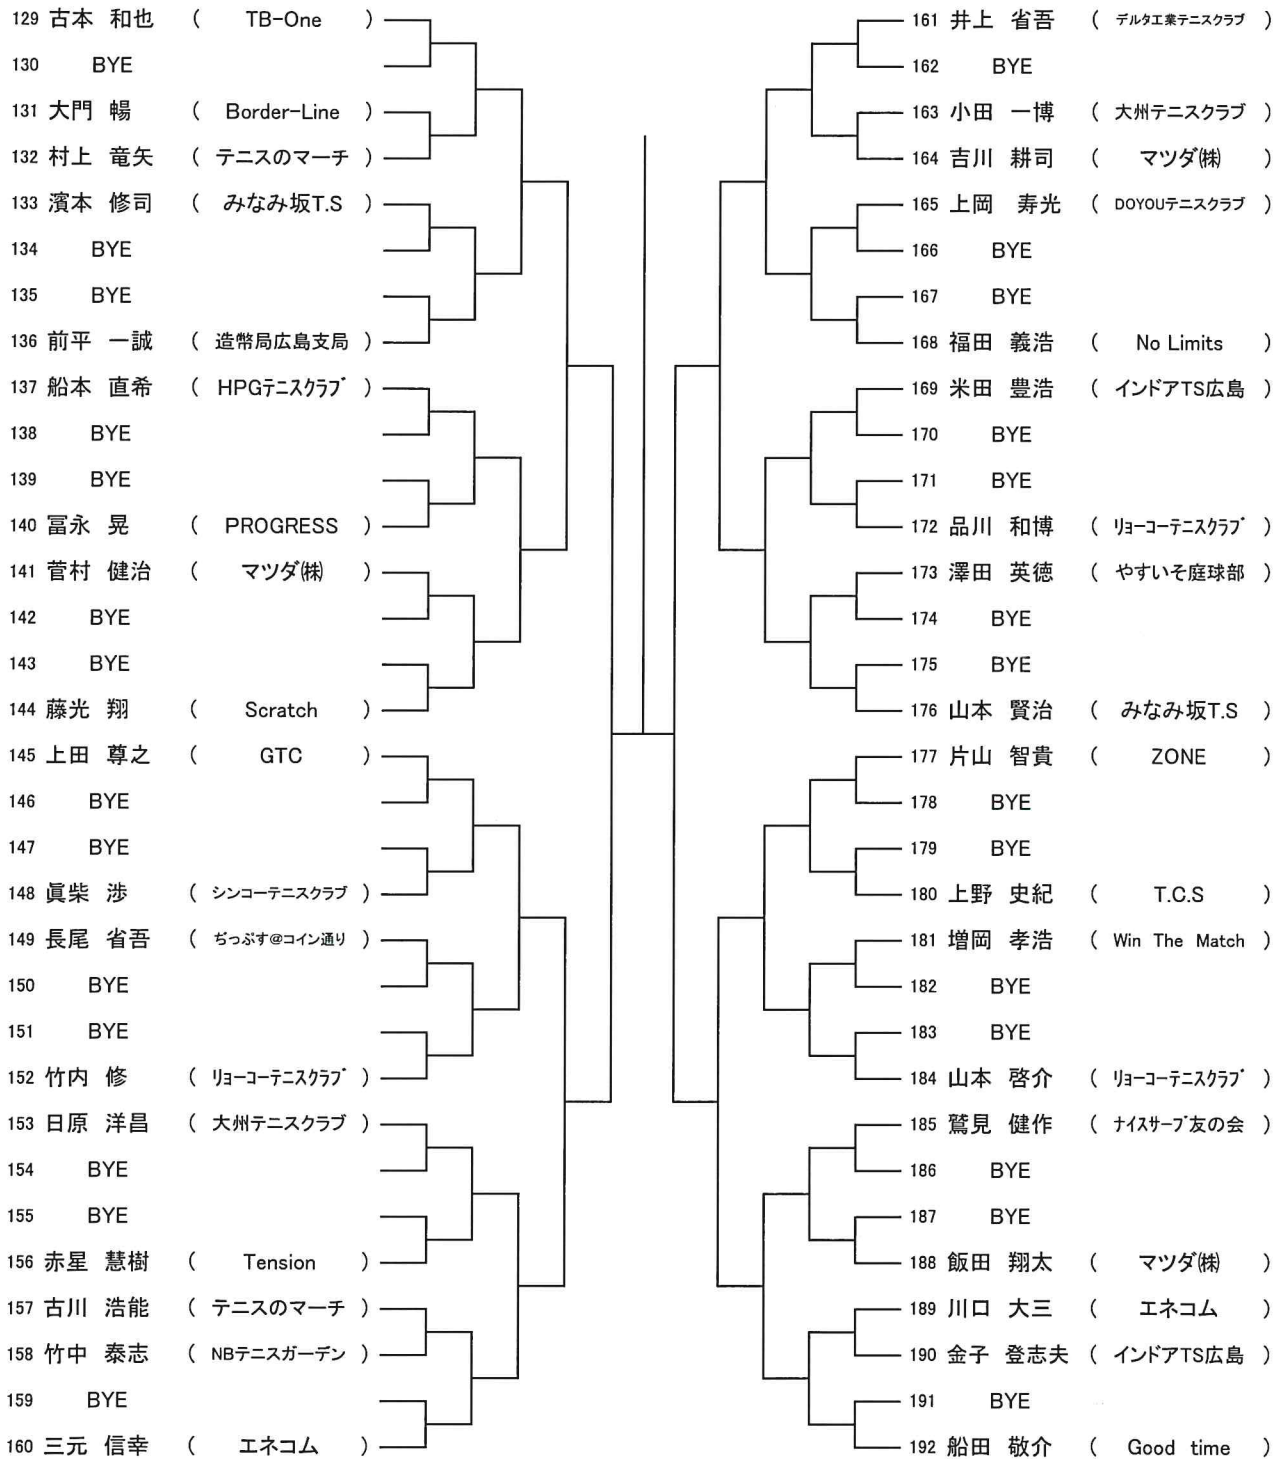 129 古本 和也 ( TB-One )
130 BYE
131 大門 暢 ( Border-Line )
132 村上 竜矢 ( テニスのマーチ )
133 濱本 修司 ( みなみ坂T.S )
134 BYE
135 BYE
136 前平 一誠 ( 造幣局広島支局 )
137 船本 直希 ( HPGテニスクラブ )
138 BYE
139 BYE
140 冨永 晃 ( PROGRESS )
141 菅村 健治 ( マツダ㈱ )
142 BYE
143 BYE
144 藤光 翔 ( Scratch )
145 上田 尊之 ( GTC )
146 BYE
147 BYE
148 眞柴 渉 ( シンコーテニスクラブ )
149 長尾 省吾 ( ぢっぷす@コイン通り )
150 BYE
151 BYE
152 竹内 修 ( リョーコーテニスクラブ )
153 日原 洋昌 ( 大州テニスクラブ )
154 BYE
155 BYE
156 赤星 慧樹 ( Tension )
157 古川 浩能 ( テニスのマーチ )
158 竹中 泰志 ( NBテニスガーデン )
159 BYE
160 三元 信幸 ( エネコム )
161 井上 省吾 ( デルタ工業テニスクラブ )
162 BYE
163 小田 一博 ( 大州テニスクラブ )
164 吉川 耕司 ( マツダ㈱ )
165 上岡 寿光 ( DOYOUテニスクラブ )
166 BYE
167 BYE
168 福田 義浩 ( No Limits )
169 米田 豊浩 ( インドアTS広島 )
170 BYE
171 BYE
172 品川 和博 ( リョーコーテニスクラブ )
173 澤田 英徳 ( やすいそ庭球部 )
174 BYE
175 BYE
176 山本 賢治 ( みなみ坂T.S )
177 片山 智貴 ( ZONE )
178 BYE
179 BYE
180 上野 史紀 ( T.C.S )
181 増岡 孝浩 ( Win The Match )
182 BYE
183 BYE
184 山本 啓介 ( リョーコーテニスクラブ )
185 鷲見 健作 ( ナイスサーブ友の会 )
186 BYE
187 BYE
188 飯田 翔太 ( マツダ㈱ )
189 川口 大三 ( エネコム )
190 金子 登志夫 ( インドアTS広島 )
191 BYE
192 船田 敬介 ( Good time )